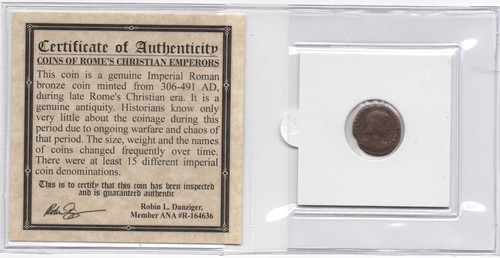 Certificate of Authenticity
COINS OF ROME'S CHRISTIAN EMPERORS
This coin is a genuine Imperial Roman
bronze coin minted from 306-491 AD,
during late Rome's Christian era. It is a
genuine antiquity. Historians know only
very little about the coinage during this
period due to ongoing warfare and chaos of
that period. The size, weight and the names
of coins changed frequently over time.
There were at least 15 different imperial
coin denominations.
This is to certify that this coin has been inspected
and is guaranteed authentic
Robin L. Danziger,
Member ANA #R-164636